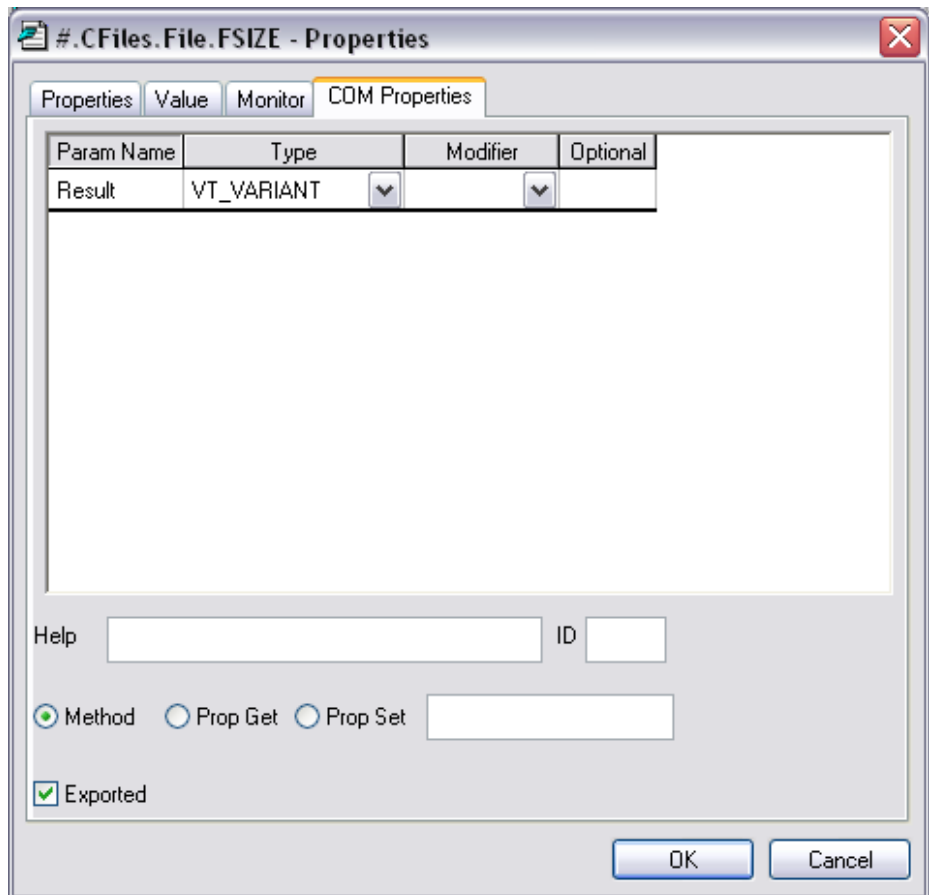 #.CFiles.File.FSIZE - Properties
Properties Value Monitor COM Properties
Param Name Type Modifier Optional
Result VT_VARIANT
Help ID
Method Prop Get Prop Set
Exported
OK Cancel